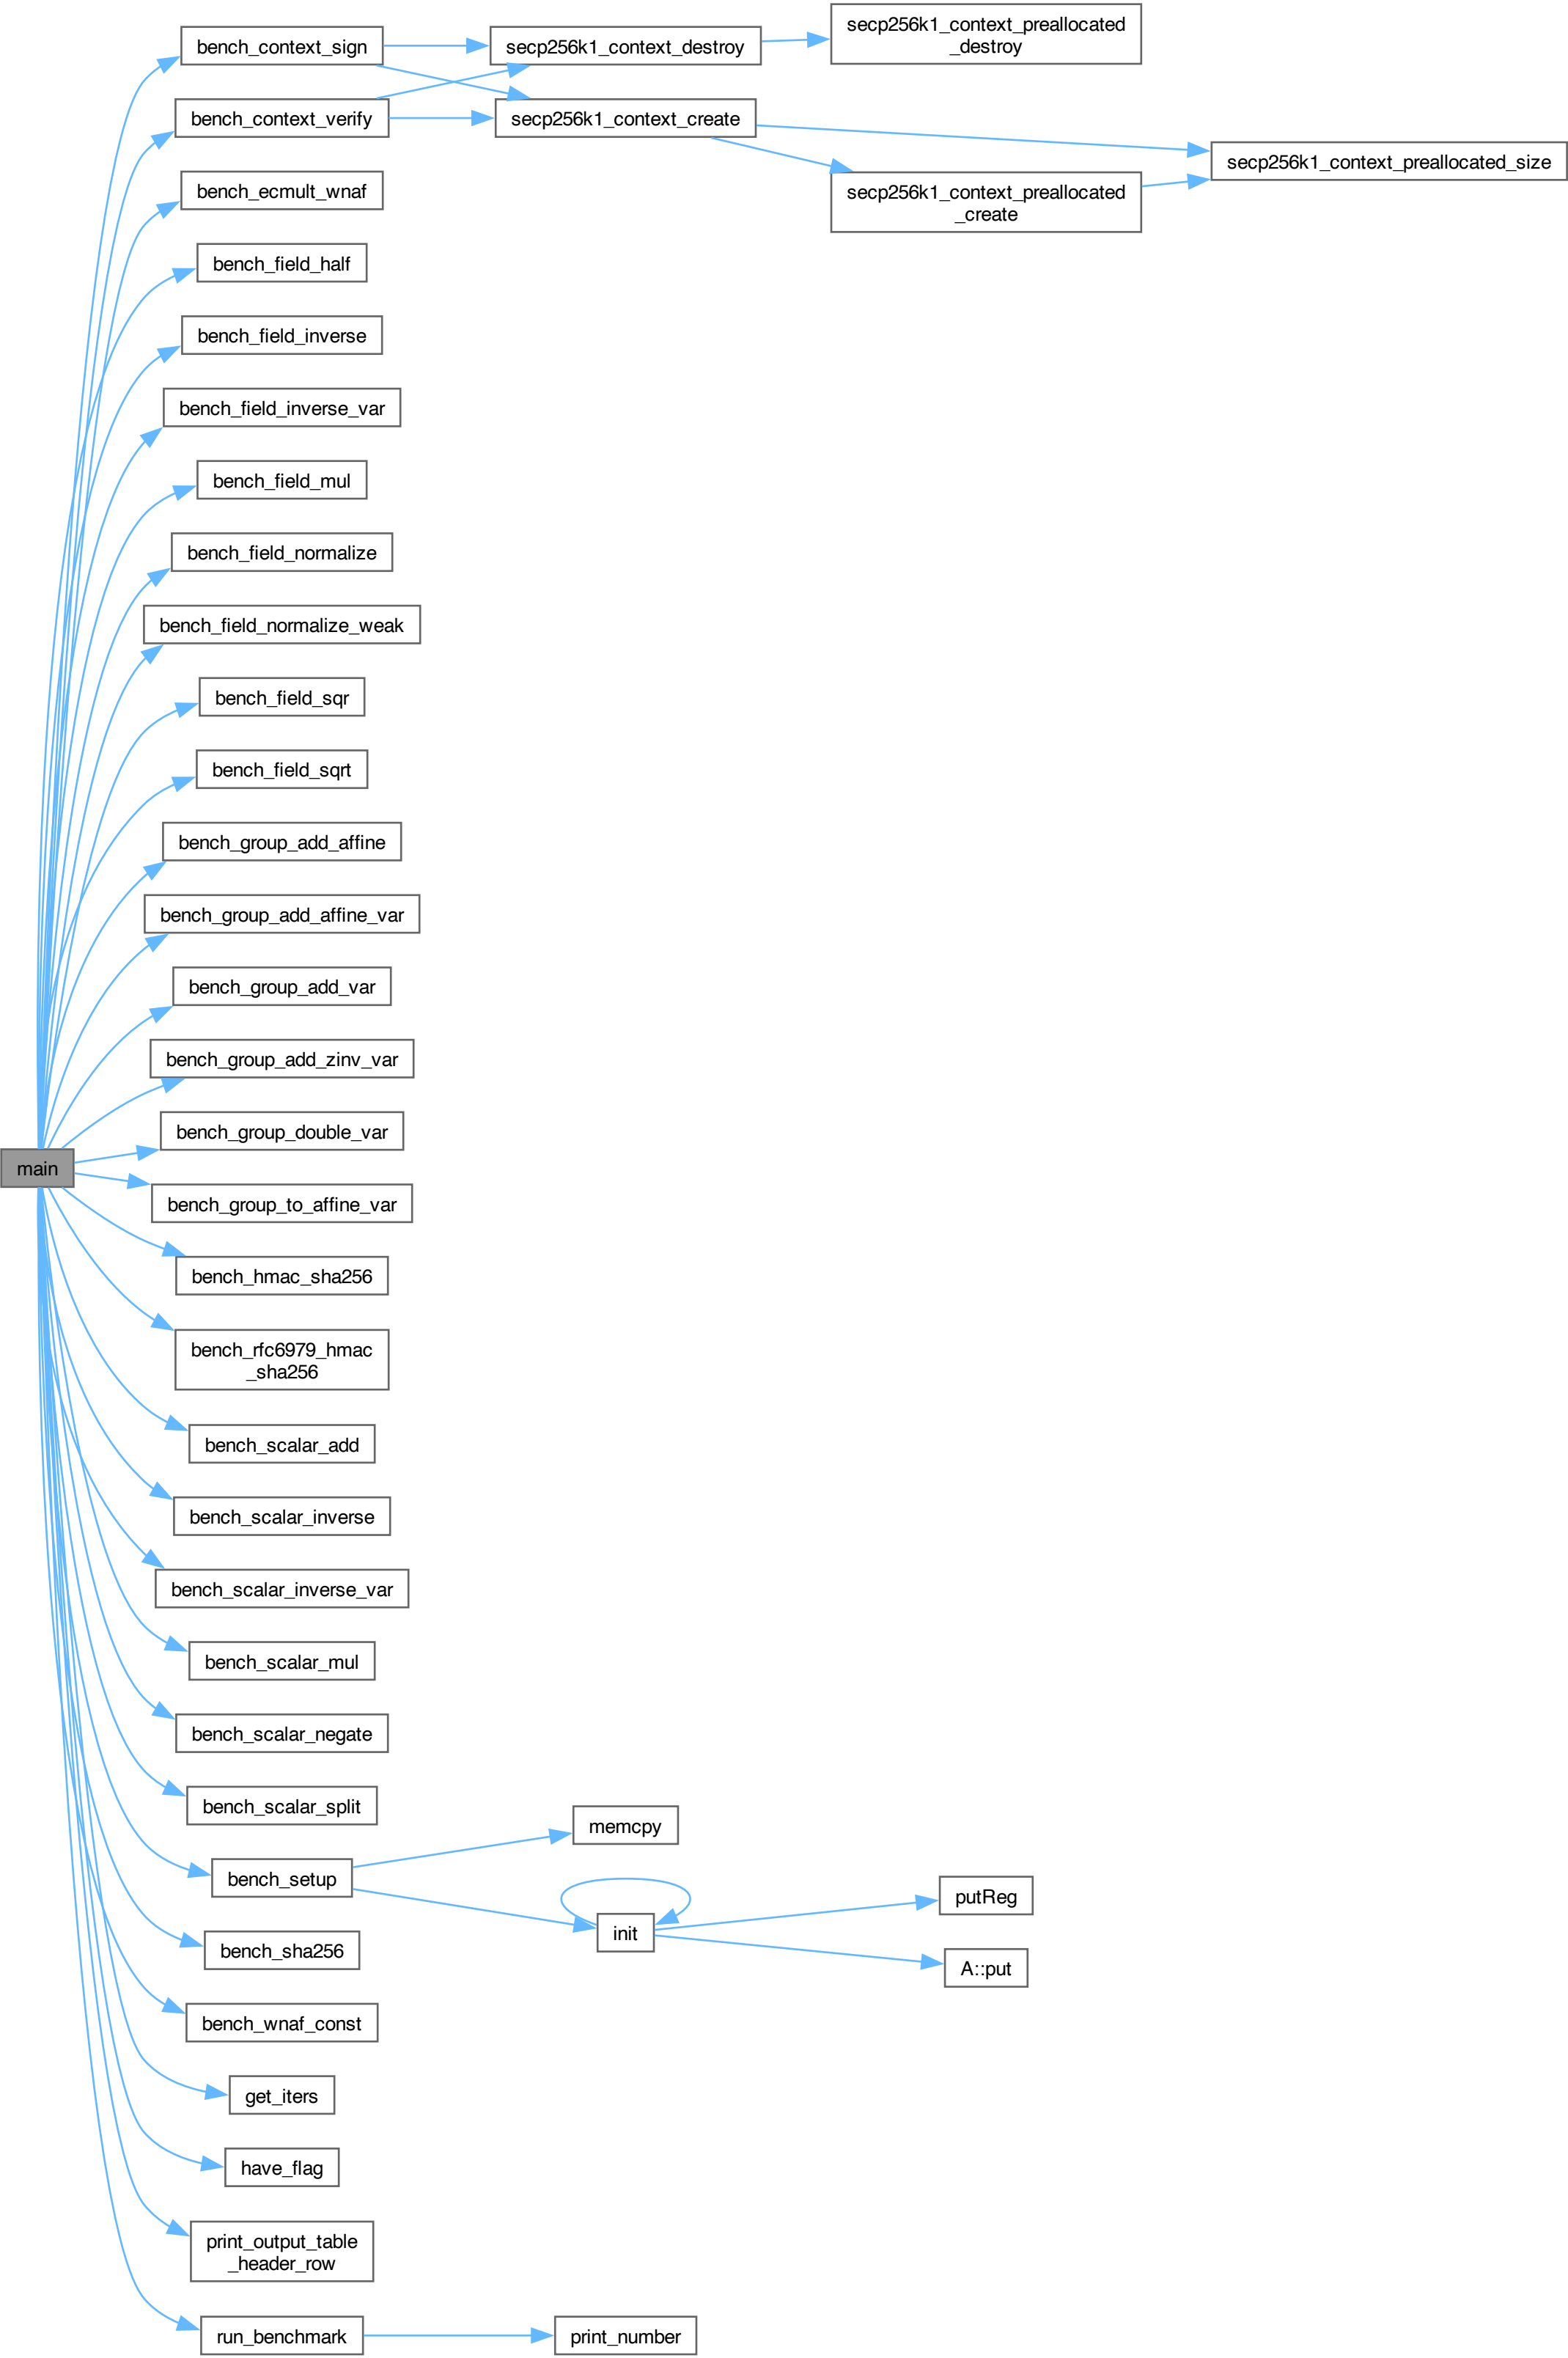 main
bench_context_sign
bench_context_verify
bench_ecmult_wnaf
bench_field_half
bench_field_inverse
bench_field_inverse_var
bench_field_mul
bench_field_normalize
bench_field_normalize_weak
bench_field_sqr
bench_field_sqrt
bench_group_add_affine
bench_group_add_affine_var
bench_group_add_var
bench_group_add_zinv_var
bench_group_double_var
bench_group_to_affine_var
bench_hmac_sha256
bench_rfc6979_hmac
_sha256
bench_scalar_add
bench_scalar_inverse
bench_scalar_inverse_var
bench_scalar_mul
bench_scalar_negate
bench_scalar_split
bench_setup
bench_sha256
bench_wnaf_const
get_iters
have_flag
print_output_table
_header_row
run_benchmark
secp256k1_context_destroy
secp256k1_context_create
secp256k1_context_preallocated
_destroy
secp256k1_context_preallocated
_create
secp256k1_context_preallocated_size
memcpy
init
putReg
A::put
print_number